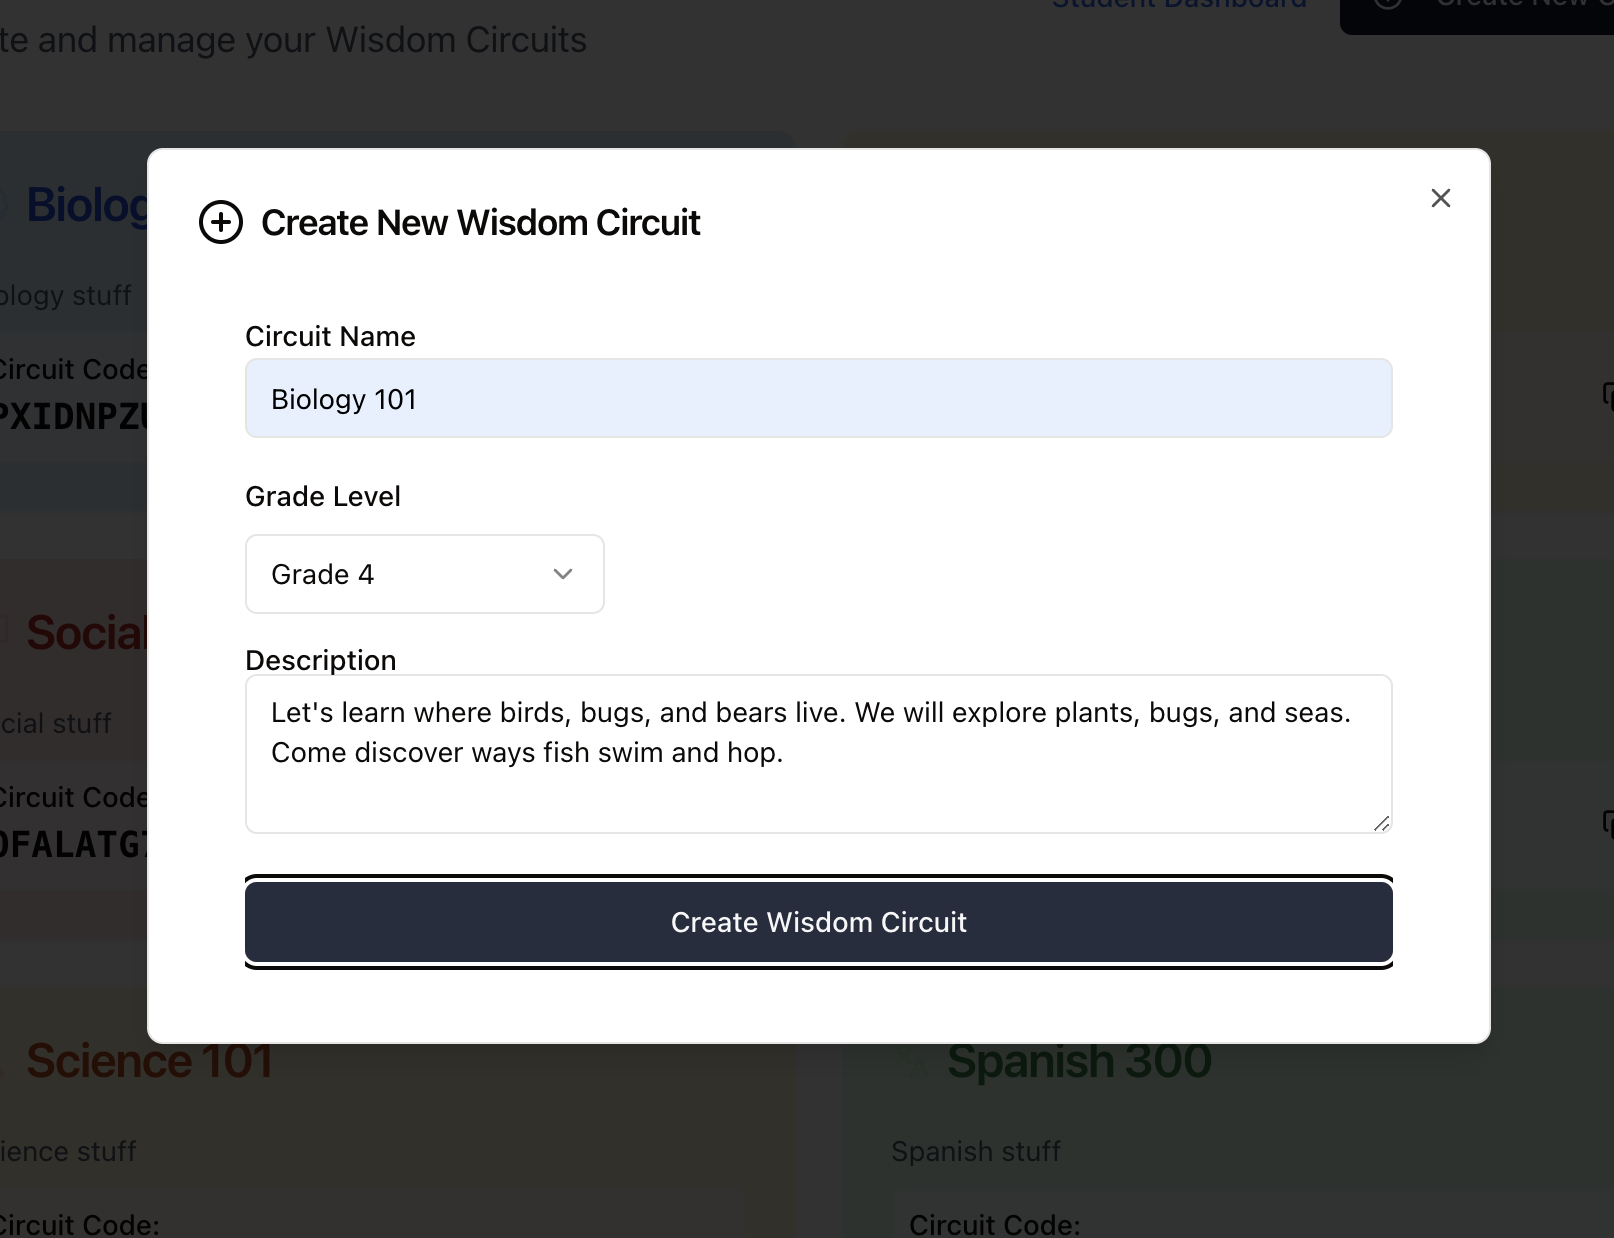 Student Dashboard
Create New
te and manage your Wisdom Circuits
Biolog
ology stuff
Circuit Code
PXIDNPZU
Create New Wisdom Circuit
Circuit Name
Biology 101
Grade Level
Grade 4
Description
Let's learn where birds, bugs, and bears live. We will explore plants, bugs, and seas.
Come discover ways fish swim and hop.
Create Wisdom Circuit
Social
cial stuff
Circuit Code
OFALATG
Science 101
ience stuff
Circuit Code:
Spanish 300
Spanish stuff
Circuit Code: